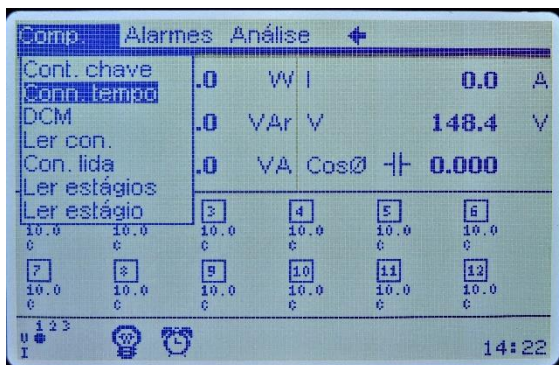 Comp. Alarmes Análise
Cont. chave
Conn. tempo
DCM
Ler con.
Con. lida
Ler estágios
Ler estágio
.0 W I 0.0 A
.0 VAr V 148.4 V
.0 VA CosØ 0.000
3 4 5 6
10.0 10.0 10.0 10.0 10.0 10.0
C C C C C C
7 8 9 10 11 12
10.0 10.0 10.0 10.0 10.0 10.0
C C C C C C
1 2 3
U
I
14:22